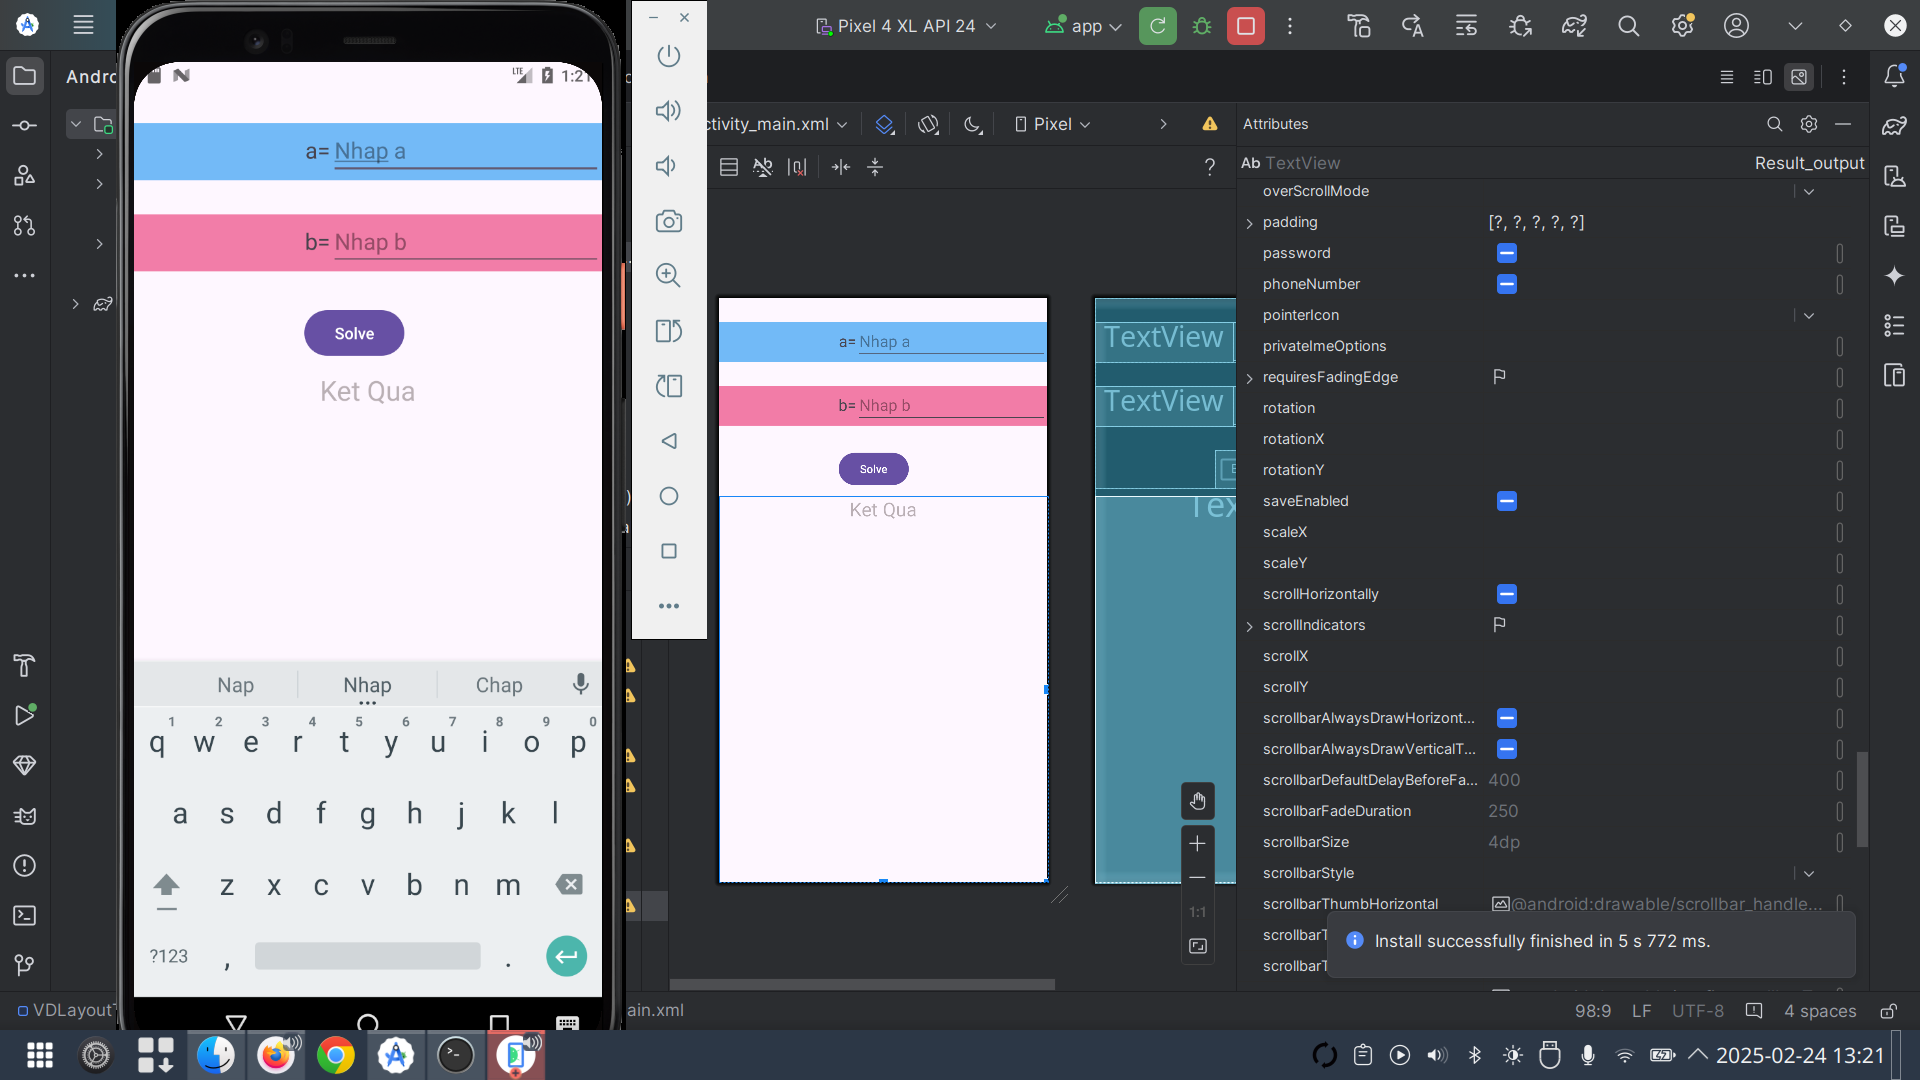 Pixel 4 XL API 24
app
Andro
ctivity_main.xml
Pixel
Attributes
Ab TextView
Result_output
LTE
1:21
a= Nhap a
b= Nhap b
Solve
Ket Qua
a= Nhap a
b= Nhap b
Solve
Ket Qua
TextView
TextView
Tex
overScrollMode
padding
[?, ?, ?, ?, ?]
password
phoneNumber
pointerIcon
privateImeOptions
requiresFadingEdge
rotation
rotationX
rotationY
saveEnabled
scaleX
scaleY
scrollHorizontally
scrollIndicators
scrollX
scrollY
scrollbarAlwaysDrawHorizont...
scrollbarAlwaysDrawVerticalT...
scrollbarDefaultDelayBeforeFa... 400
scrollbarFadeDuration 250
scrollbarSize 4dp
scrollbarStyle
scrollbarThumbHorizontal @android:drawable/scrollbar_handle...
scrollbarT
scrollbarT
Install successfully finished in 5 s 772 ms.
1:1
Nap Nhap Chap
1 2 3 4 5 6 7 8 9 0
q w e r t y u i o p
a s d f g h j k l
z x c v b n m
?123 , .
VDLayout
ain.xml
98:9 LF UTF-8 4 spaces
2025-02-24 13:21